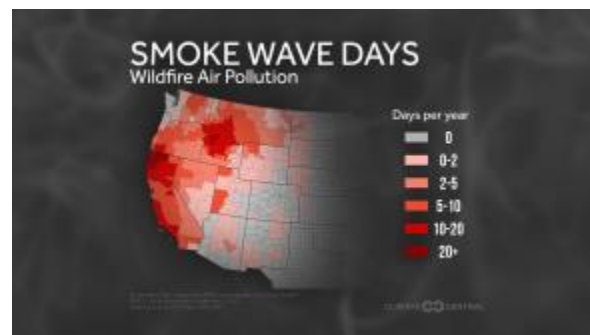 SMOKE WAVE DAYS
Wildfire Air Pollution
Days per year
0
0-2
2-5
5-10
10-20
20+
CLIMATE CENTRAL